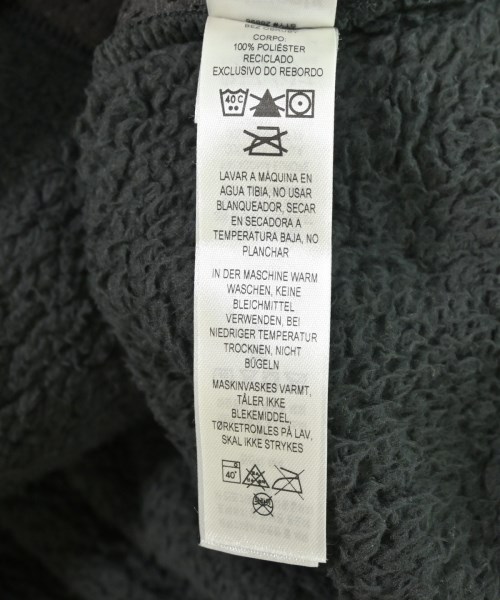 CORPO:
100% POLIÉSTER
RECICLADO
EXCLUSIVO DO REBORDO
40 C
LAVAR A MÁQUINA EN
AGUA TIBIA, NO USAR
BLANQUEADOR, SECAR
EN SECADORA A
TEMPERATURA BAJA, NO
PLANCHAR
IN DER MASCHINE WARM
WASCHEN, KEINE
BLEICHMITTEL
VERWENDEN, BEI
NIEDRIGER TEMPERATUR
TROCKNEN, NICHT
BÜGELN
MASKINVASKES VARMT,
TÅLER IKKE
BLEKEMIDDEL,
TØRKETROMLES PÅ LAV,
SKAL IKKE STRYKES
40°